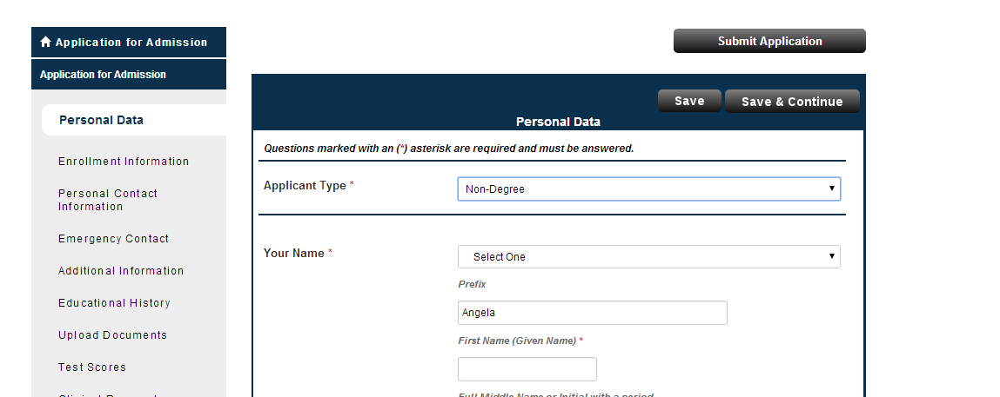 Application for Admission
Submit Application
Application for Admission
Save
Save & Continue
Personal Data
Personal Data
Questions marked with an (*) asterisk are required and must be answered.
Enrollment Information
Applicant Type *
Non-Degree
Personal Contact
Information
Emergency Contact
Your Name *
Select One
Additional Information
Prefix
Educational History
Angela
Upload Documents
First Name (Given Name) *
Test Scores
Full Middle Name or Initial with a period